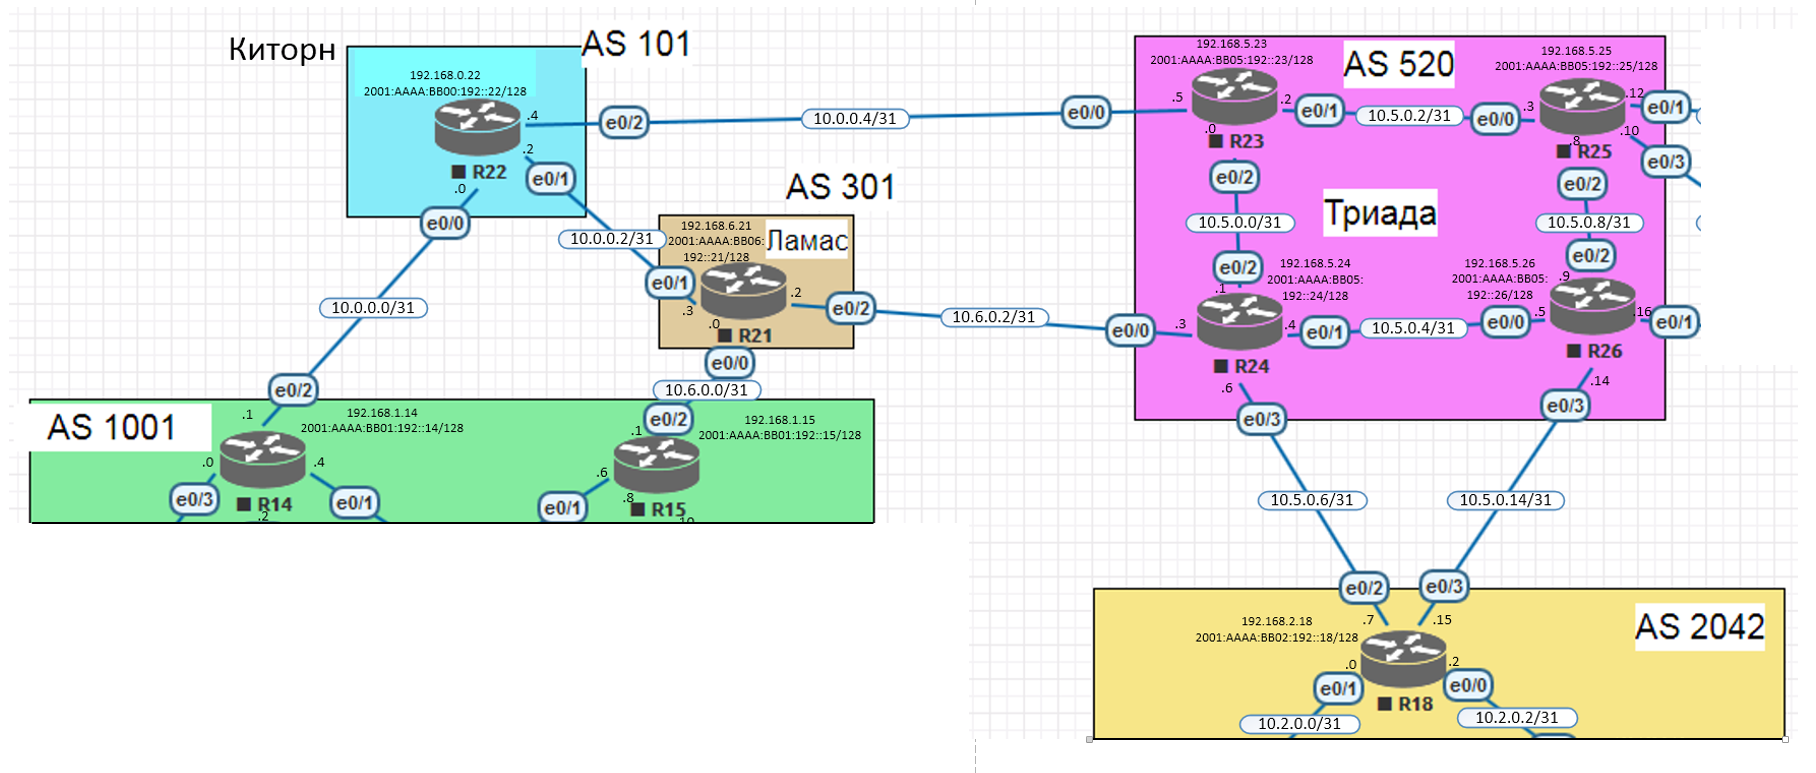 Киторн
AS 101
192.168.0.22
2001:AAAA:BB00:192::22/128
.4
e0/2
10.0.0.4/31
e0/0
.2
R22
e0/1
.0
e0/0
10.0.0.2/31
10.0.0.0/31
AS 301
192.168.6.21
2001:AAAA:BB06:
192::21/128
Ламас
e0/1
.3
.0
.2
e0/2
R21
e0/0
10.6.0.0/31
10.6.0.2/31
e0/0
AS 1001
e0/2
.1
192.168.1.14
2001:AAAA:BB01:192::14/128
.0
.4
e0/3
R14
.2
e0/1
e0/2
.1
192.168.1.15
2001:AAAA:BB01:192::15/128
.6
.8
e0/1
R15
192.168.5.23
2001:AAAA:BB05:192::23/128
AS 520
192.168.5.25
2001:AAAA:BB05:192::25/128
.5
.2
e0/1
10.5.0.2/31
e0/0
.3
.12
e0/1
.0
R23
.10
.8
R25
e0/3
e0/2
e0/2
10.5.0.0/31
Триада
10.5.0.8/31
e0/2
e0/2
192.168.5.24
2001:AAAA:BB05:
192::24/128
192.168.5.26
2001:AAAA:BB05:
192::26/128
.1
.9
.3
.4
e0/1
10.5.0.4/31
e0/0
.5
.16
e0/1
R24
R26
.6
.14
e0/3
e0/3
10.5.0.6/31
10.5.0.14/31
e0/2
e0/3
.7
.15
192.168.2.18
2001:AAAA:BB02:192::18/128
AS 2042
.0
.2
e0/1
R18
e0/0
10.2.0.0/31
10.2.0.2/31